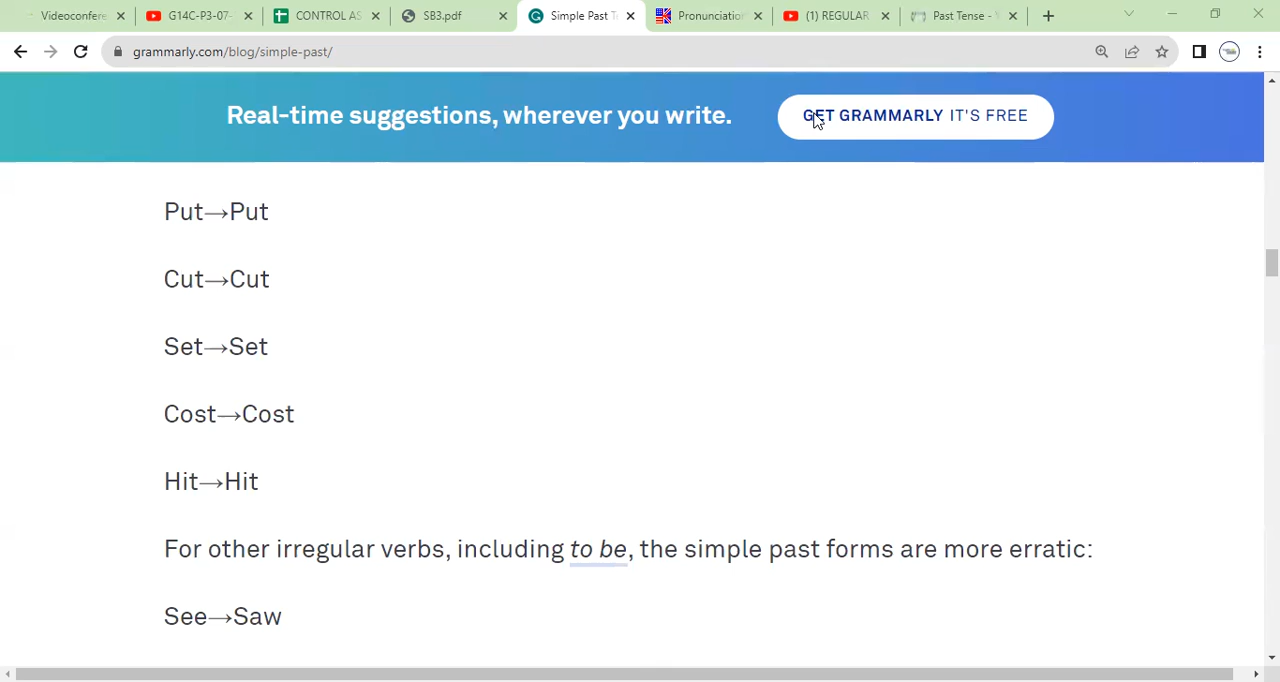 Videoconfere
G14C-P3-07-
CONTROL AS
SB3.pdf
Simple Past T
Pronunciation
(1) REGULAR
Past Tense -
grammarly.com/blog/simple-past/
Real-time suggestions, wherever you write.
GET GRAMMARLY IT'S FREE
Put→Put
Cut→Cut
Set→Set
Cost→Cost
Hit→Hit
For other irregular verbs, including to be, the simple past forms are more erratic:
See→Saw